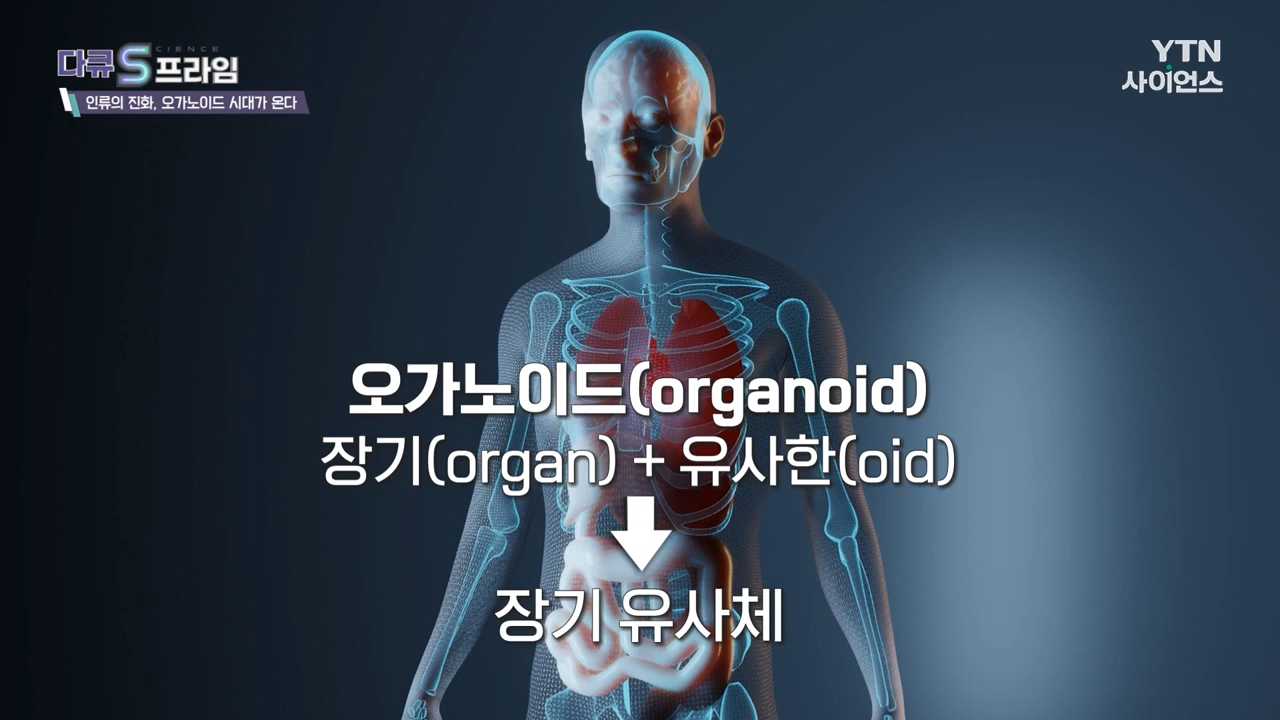 다큐 S 프라임
CIENCE
인류의 진화, 오가노이드 시대가 온다
YTN
사이언스
오가노이드(organoid)
장기(organ) + 유사한(oid)
장기 유사체